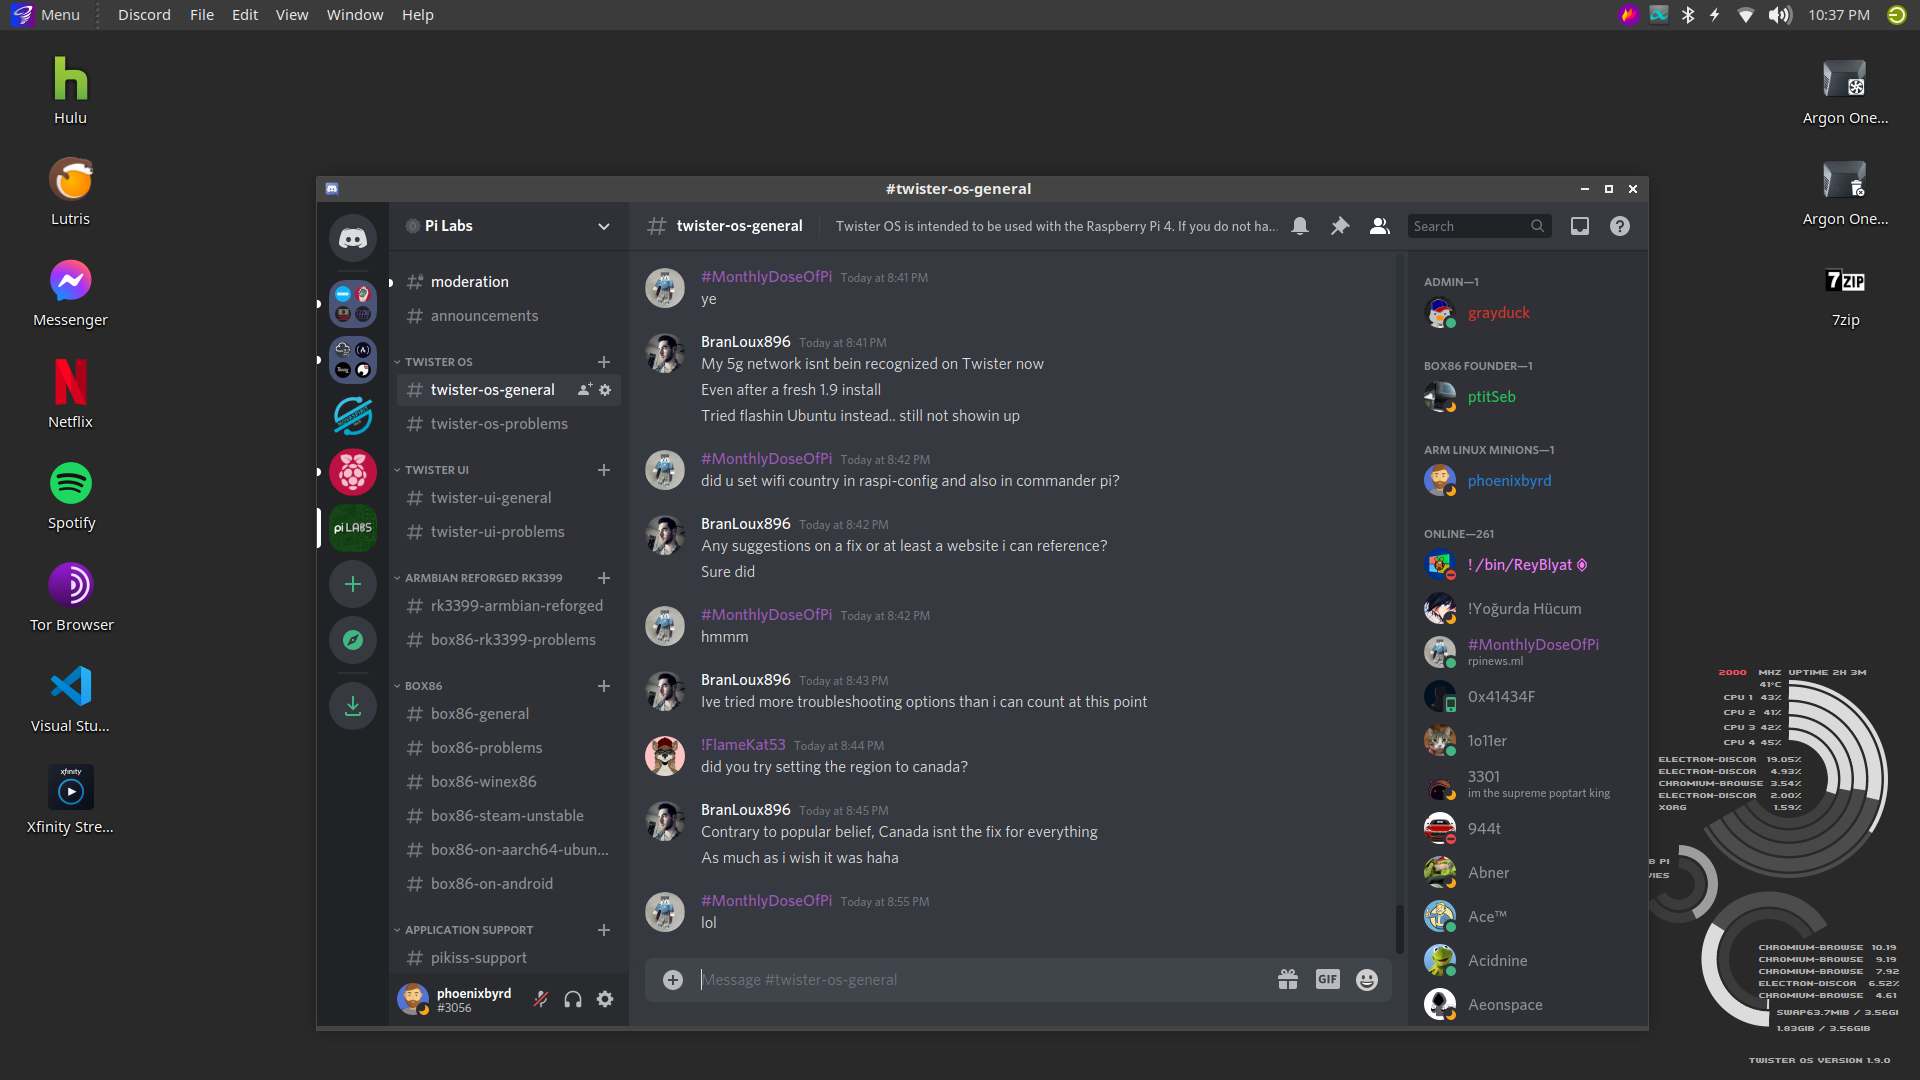 Menu Discord File Edit View Window Help 10:37 PM
Hulu
Lutris
Messenger
Netflix
Spotify
Tor Browser
Visual Stu...
xfinity
Xfinity Stre...
#twister-os-general
Pi Labs
moderation
announcements
TWISTER OS
twister-os-general
twister-os-problems
TWISTER UI
twister-ui-general
twister-ui-problems
ARMBIAN REFORGED RK3399
rk3399-armbian-reforged
box86-rk3399-problems
BOX86
box86-general
box86-problems
box86-winex86
box86-steam-unstable
box86-on-aarch64-ubun...
box86-on-android
APPLICATION SUPPORT
pikiss-support
phoenixbyrd
#3056
pi LABS
twister-os-general Twister OS is intended to be used with the Raspberry Pi 4. If you do not ha... Search
#MonthlyDoseOfPi Today at 8:41 PM
ye
BranLoux896 Today at 8:41 PM
My 5g network isnt bein recognized on Twister now
Even after a fresh 1.9 install
Tried flashin Ubuntu instead.. still not showin up
#MonthlyDoseOfPi Today at 8:42 PM
did u set wifi country in raspi-config and also in commander pi?
BranLoux896 Today at 8:42 PM
Any suggestions on a fix or at least a website i can reference?
Sure did
#MonthlyDoseOfPi Today at 8:42 PM
hmmm
BranLoux896 Today at 8:43 PM
Ive tried more troubleshooting options than i can count at this point
!FlameKat53 Today at 8:44 PM
did you try setting the region to canada?
BranLoux896 Today at 8:45 PM
Contrary to popular belief, Canada isnt the fix for everything
As much as i wish it was haha
#MonthlyDoseOfPi Today at 8:55 PM
lol
Message #twister-os-general
GIF
ADMIN—1
grayduck
BOX86 FOUNDER—1
ptitSeb
ARM LINUX MINIONS—1
phoenixbyrd
ONLINE—261
! /bin/ReyBlyat
!Yoğurda Hücum
#MonthlyDoseOfPi
rpinews.ml
0x41434F
1o11er
3301
im the supreme poptart king
944t
Abner
Ace™
Acidnine
Aeonspace
Argon One...
Argon One...
7ZIP
7zip
2000 MHZ UPTIME 2H 3M
41°C
CPU 1 43%
CPU 2 41%
CPU 3 42%
CPU 4 45%
ELECTRON-DISCOR 19.05%
ELECTRON-DISCOR 4.93%
CHROMIUM-BROWSE 3.54%
ELECTRON-DISCOR 2.00%
XORG 1.59%
B PI
VIES
CHROMIUM-BROWSE 10.19
CHROMIUM-BROWSE 9.19
CHROMIUM-BROWSE 7.92
ELECTRON-DISCOR 6.52%
CHROMIUM-BROWSE 4.61
SWAP63.7MIB / 3.56GI
1.83GIB / 3.56GIB
TWISTER OS VERSION 1.9.0